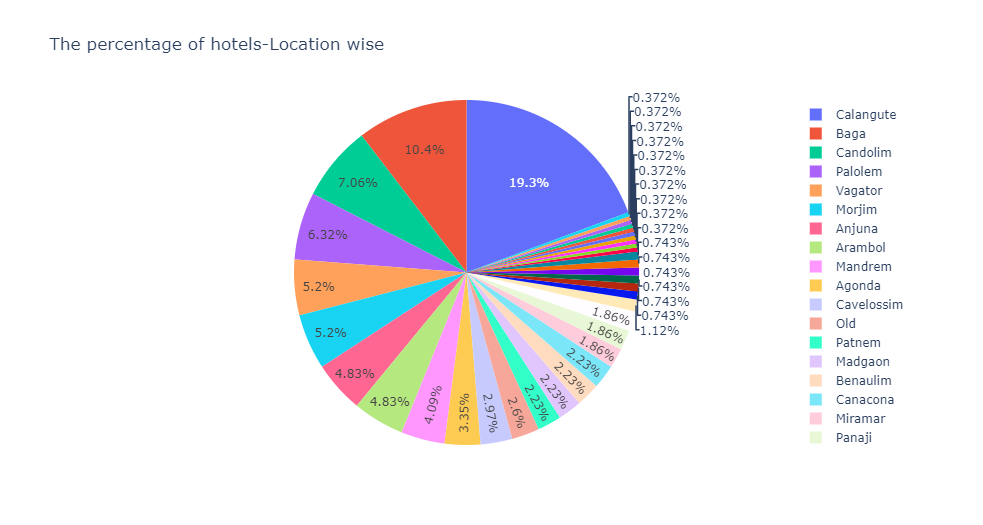 The percentage of hotels-Location wise
19.3%
10.4%
7.06%
6.32%
5.2%
5.2%
4.83%
4.83%
4.09%
3.35%
2.97%
2.6%
2.23%
2.23%
2.23%
2.23%
1.86%
1.86%
1.86%
0.372%
0.372%
0.372%
0.372%
0.372%
0.372%
0.372%
0.372%
0.372%
0.372%
0.743%
0.743%
0.743%
0.743%
0.743%
0.743%
1.12%
Calangute
Baga
Candolim
Palolem
Vagator
Morjim
Anjuna
Arambol
Mandrem
Agonda
Cavelossim
Old
Patnem
Madgaon
Benaulim
Canacona
Miramar
Panaji